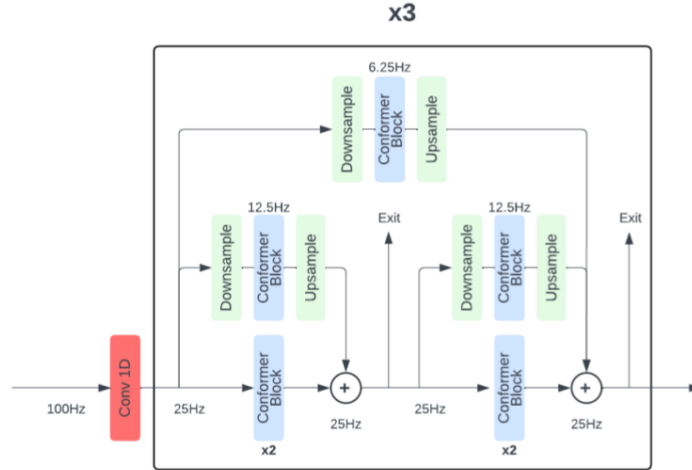 x3
6.25Hz
Downsample
Conformer
Block
Upsample
12.5Hz
Downsample
Conformer
Block
Upsample
Exit
12.5Hz
Downsample
Conformer
Block
Upsample
Exit
100Hz
Conv 1D
25Hz
Conformer
Block
x2
+
25Hz
25Hz
Conformer
Block
x2
+
25Hz